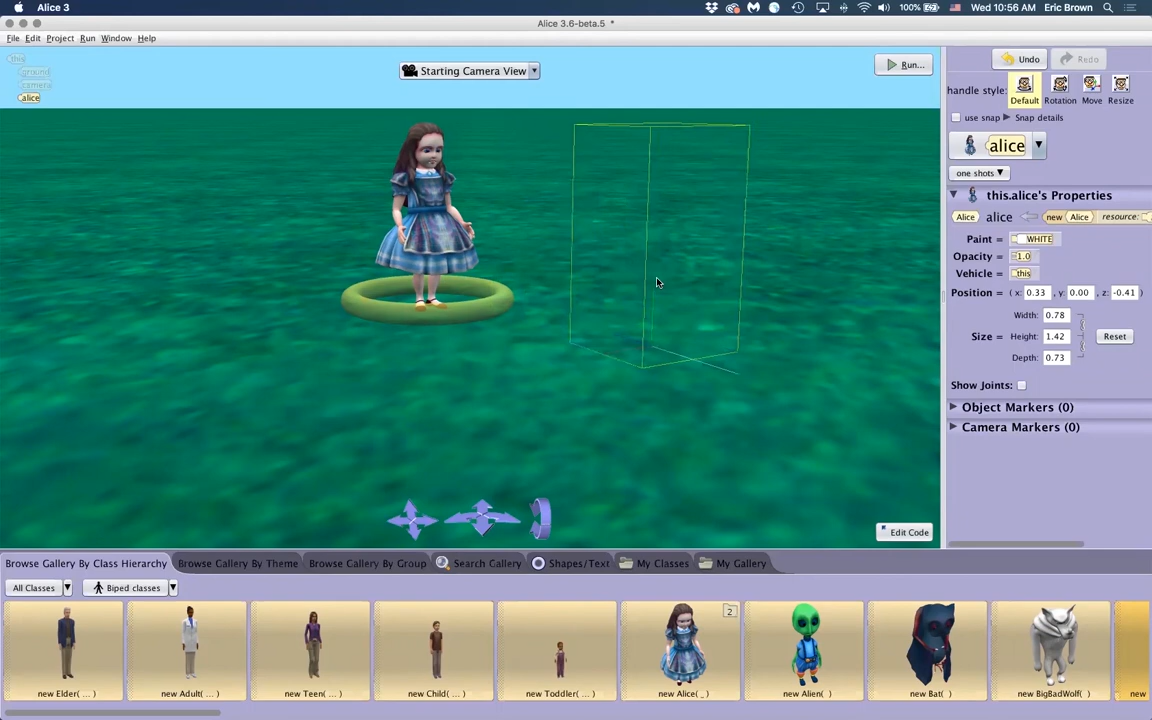 Alice 3
100%
Wed 10:56 AM
Eric Brown
Alice 3.6-beta.5 *
File Edit Project Run Window Help
this
ground
camera
alice
Starting Camera View
Run...
Undo
Redo
handle style:
Default
Rotation
Move
Resize
use snap
Snap details
alice
one shots
this.alice's Properties
Alice alice new Alice resource:
Paint = WHITE
Opacity = 1.0
Vehicle = this
Position = ( x: 0.33 , y: 0.00 , z: -0.41 )
Width: 0.78
Size = Height: 1.42 Reset
Depth: 0.73
Show Joints:
Object Markers (0)
Camera Markers (0)
Edit Code
Browse Gallery By Class Hierarchy
Browse Gallery By Theme
Browse Gallery By Group
Search Gallery
Shapes/Text
My Classes
My Gallery
All Classes
Biped classes
2
new Elder( ... )
new Adult( ... )
new Teen( ... )
new Child( ... )
new Toddler( ... )
new Alice( _ )
new Alien( )
new Bat( )
new BigBadWolf( )
new